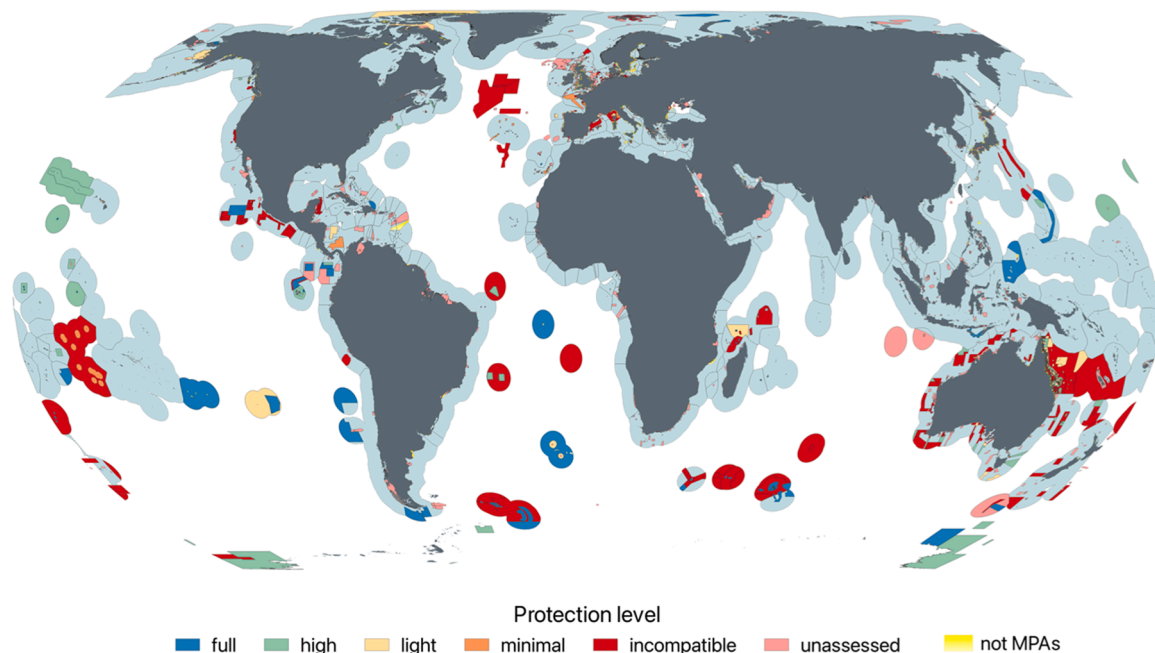 Protection level
full high light minimal incompatible unassessed not MPAs